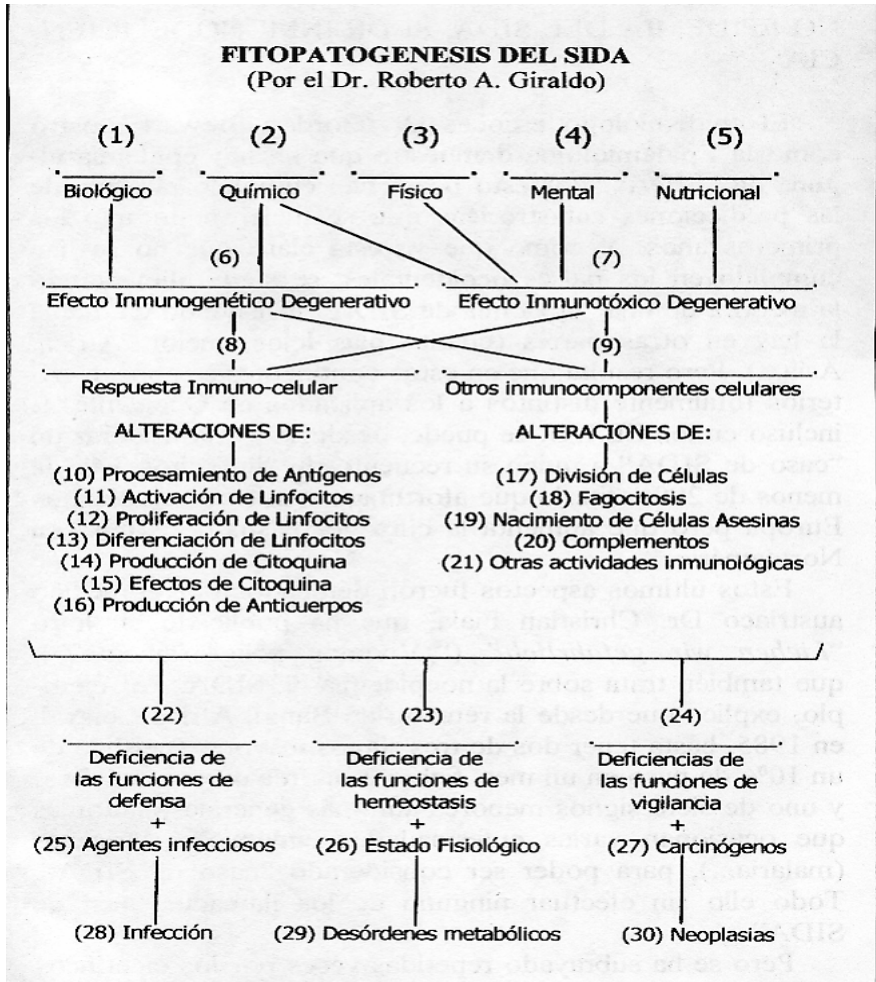 FITOPATOGENESIS DEL SIDA
(Por el Dr. Roberto A. Giraldo)
(1) (2) (3) (4) (5)
Biológico Químico Físico Mental Nutricional
(6) (7)
Efecto Inmunogenético Degenerativo Efecto Inmunotóxico Degenerativo
(8) (9)
Respuesta Inmuno-celular Otros inmunocomponentes celulares
ALTERACIONES DE: ALTERACIONES DE:
(10) Procesamiento de Antígenos
(11) Activación de Linfocitos
(12) Proliferación de Linfocitos
(13) Diferenciación de Linfocitos
(14) Producción de Citoquina
(15) Efectos de Citoquina
(16) Producción de Anticuerpos
(17) División de Células
(18) Fagocitosis
(19) Nacimiento de Células Asesinas
(20) Complementos
(21) Otras actividades inmunológicas
(22) (23) (24)
Deficiencia de
las funciones de
defensa
+
(25) Agentes infecciosos
(28) Infección
Deficiencia de
las funciones de
hemeostasis
+
(26) Estado Fisiológico
(29) Desórdenes metabólicos
Deficiencias de
las funciones de
vigilancia
+
(27) Carcinógenos
(30) Neoplasias